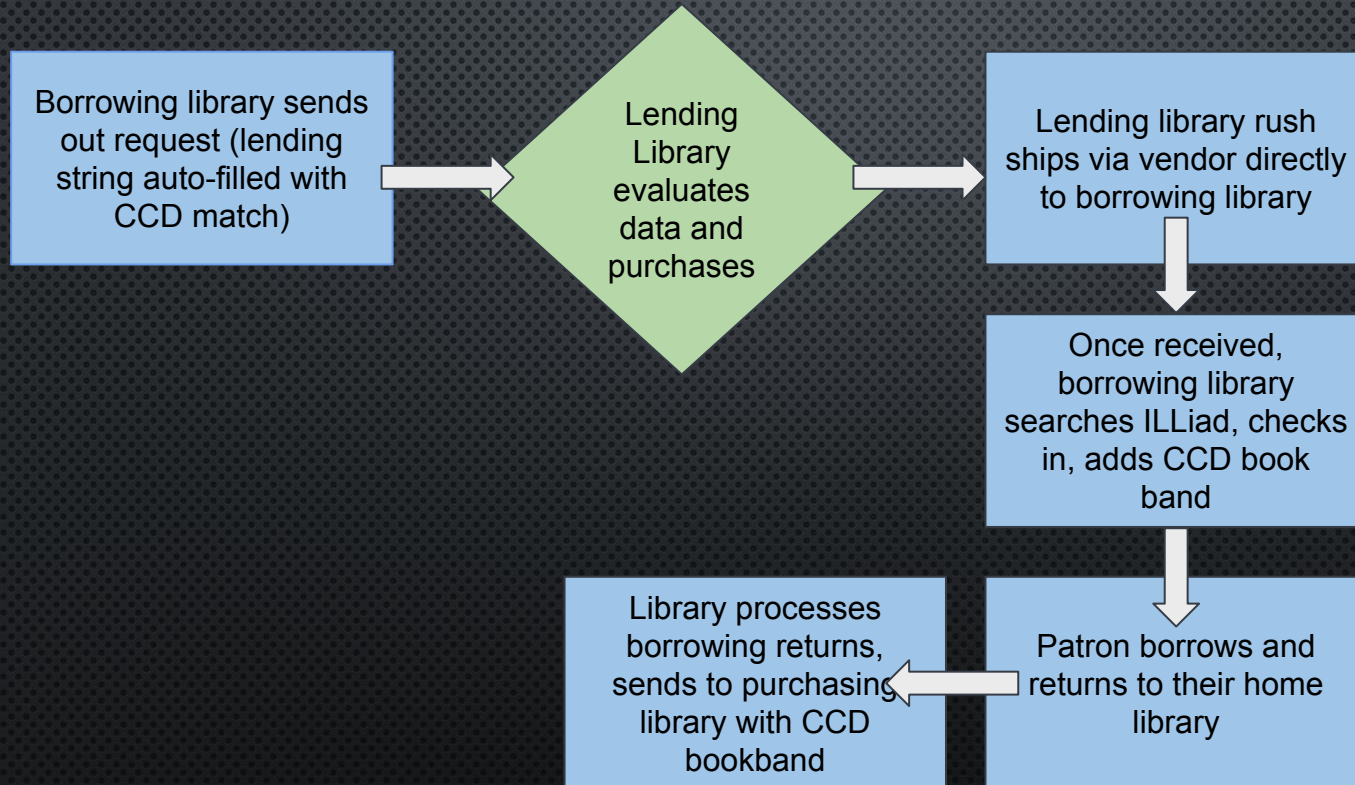 Borrowing library sends
out request (lending
string auto-filled with
CCD match)
Lending
Library
evaluates
data and
purchases
Lending library rush
ships via vendor directly
to borrowing library
Once received,
borrowing library
searches ILLiad, checks
in, adds CCD book
band
Patron borrows and
returns to their home
library
Library processes
borrowing returns,
sends to purchasing
library with CCD
bookband